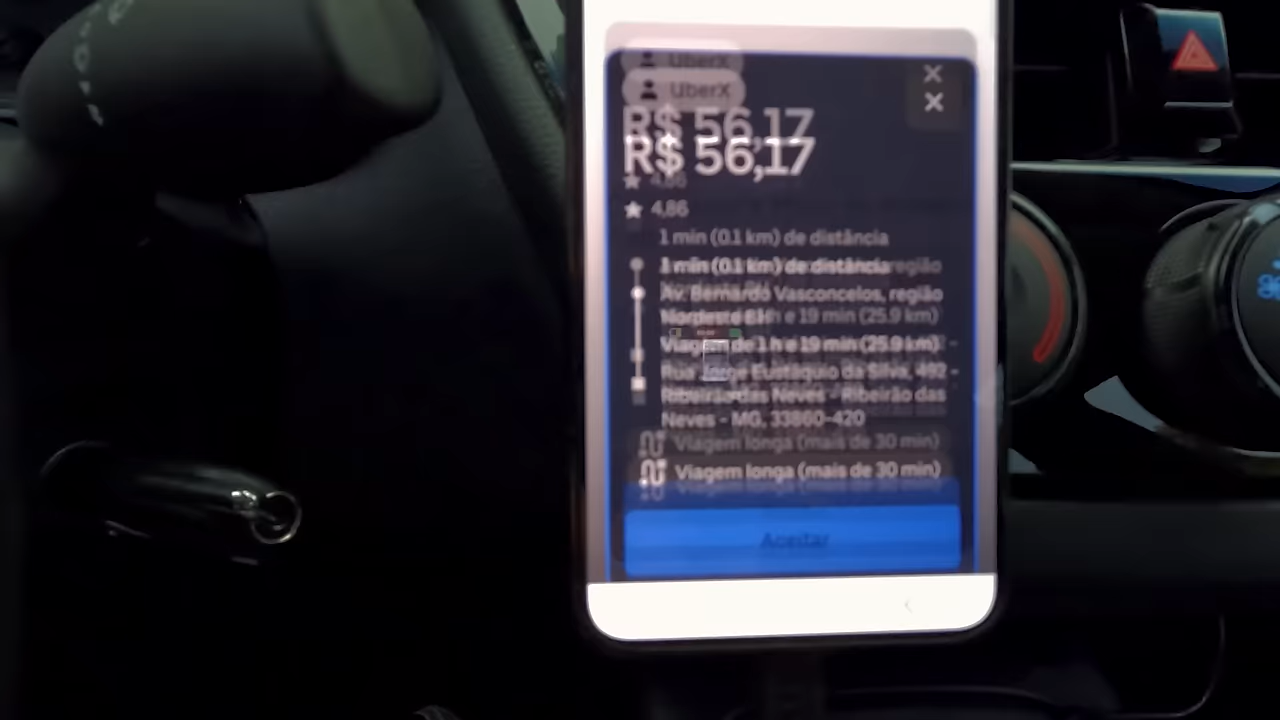 UberX
R$ 56,17
4,86
1 min (0.1 km) de distância
Av. Bernardo Vasconcelos, região
Nordeste BH
Viagem de 1 h e 19 min (25.9 km)
Rua Jorge Eustáquio da Silva, 492 -
Ribeirão das Neves - Ribeirão das
Neves - MG, 33860-420
Viagem longa (mais de 30 min)
Aceitar